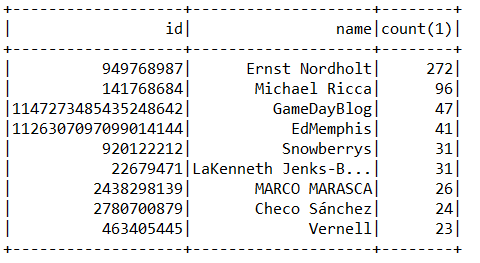 +-------------------+--------------------+--------+
|                 id|                name|count(1)|
+-------------------+--------------------+--------+
|          949768987|      Ernst Nordholt|     272|
|          141768684|       Michael Ricca|      96|
|1147273485435248642|         GameDayBlog|      47|
|1126307097099014144|           EdMemphis|      41|
|          920122212|          Snowberrys|      31|
|           22679471|LaKenneth Jenks-B...|      31|
|         2438298139|      MARCO MARASCA|      26|
|         2780700879|       Checo Sánchez|      24|
|          463405445|             Vernell|      23|
+-------------------+--------------------+--------+